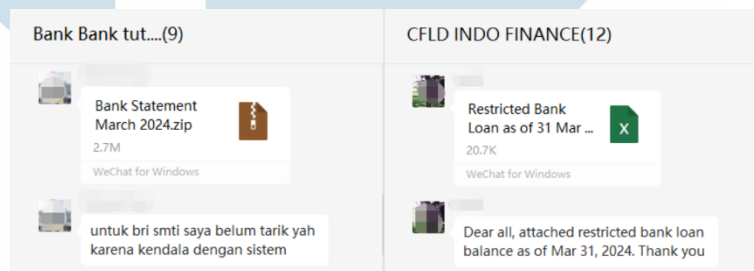 Bank Bank tut....(9)
Bank Statement
March 2024.zip
2.7M
WeChat for Windows
untuk bri smti saya belum tarik yah
karena kendala dengan sistem
CFLD INDO FINANCE(12)
Restricted Bank
Loan as of 31 Mar ...
X
20.7K
WeChat for Windows
Dear all, attached restricted bank loan
balance as of Mar 31, 2024. Thank you